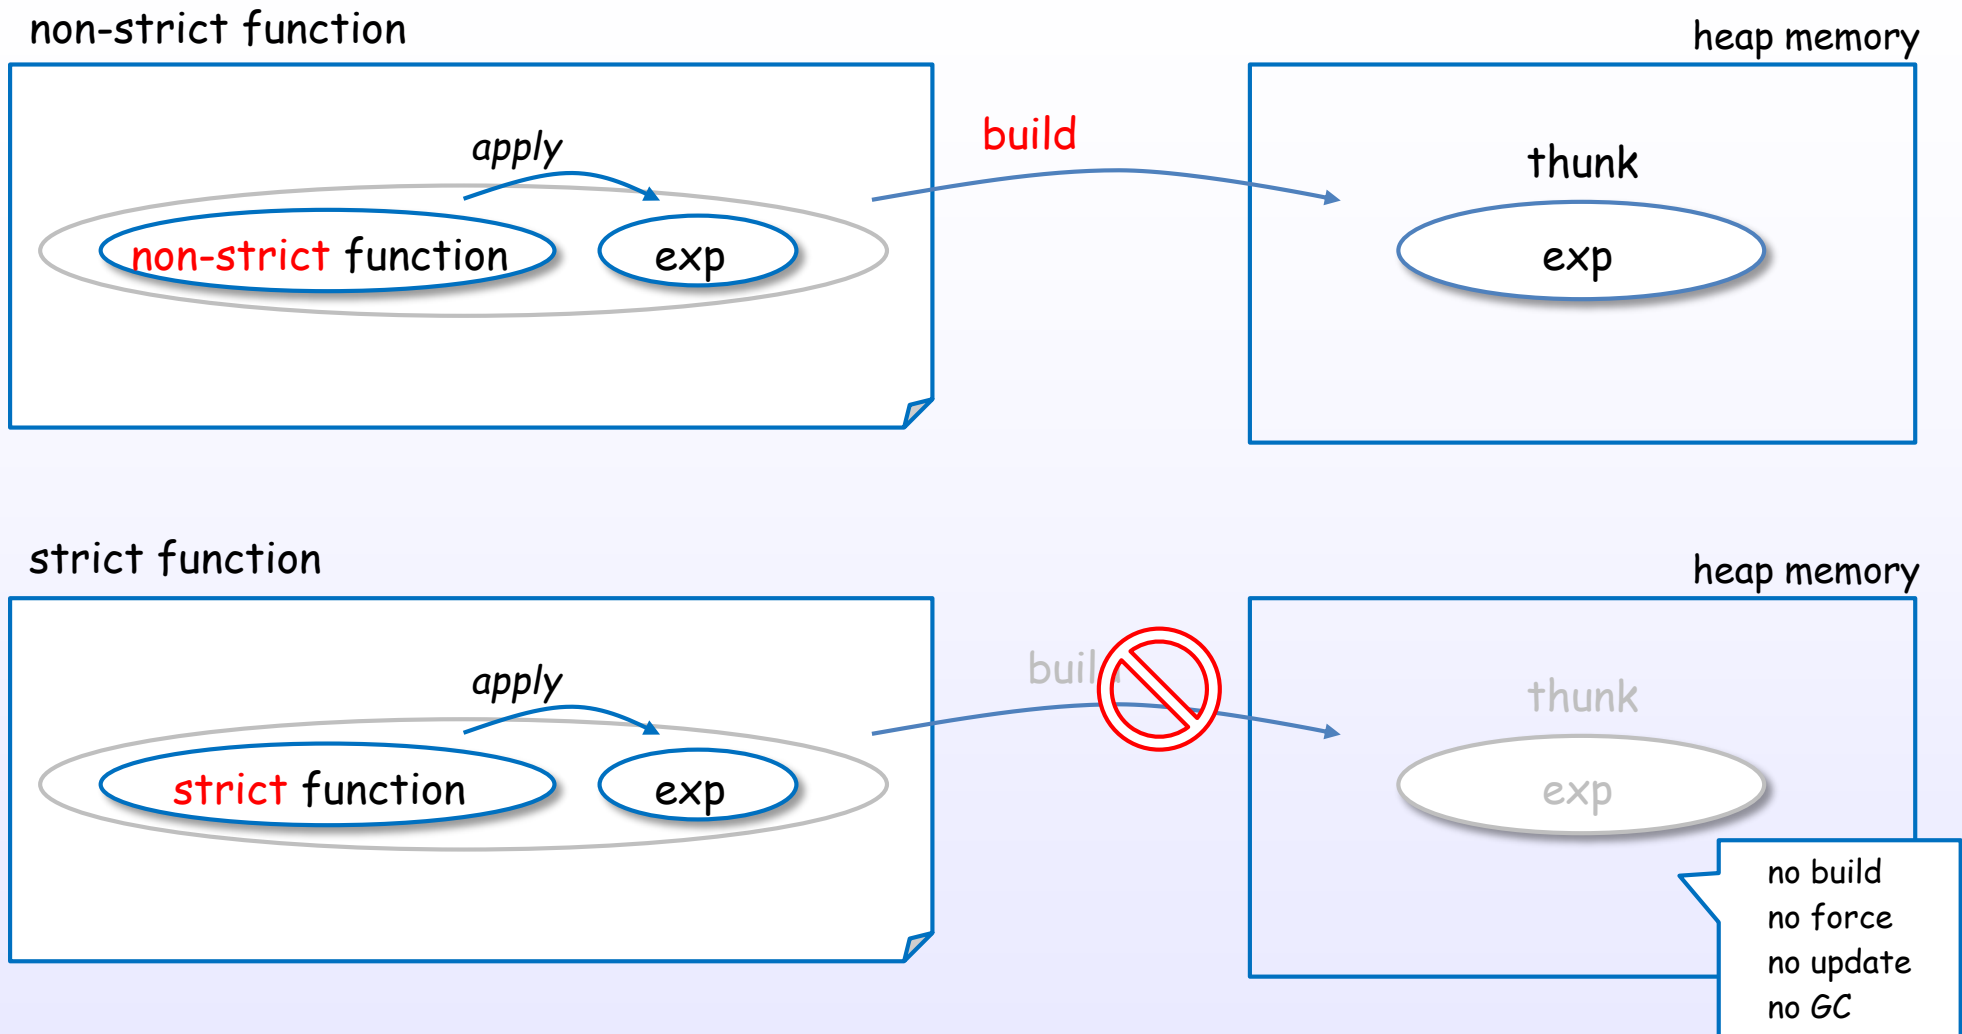 non-strict function
heap memory
apply
build
thunk
non-strict function
exp
exp
strict function
heap memory
apply
build
thunk
strict function
exp
exp
no build
no force
no update
no GC